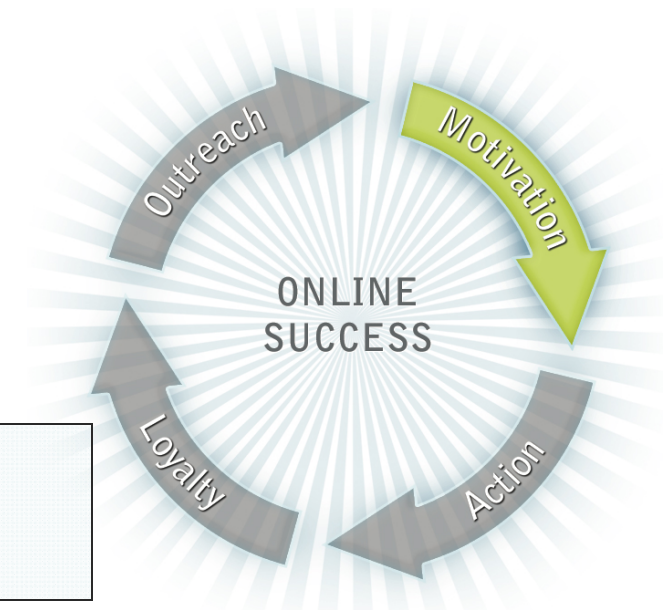 Outreach
Motivation
ONLINE
SUCCESS
Loyalty
Action